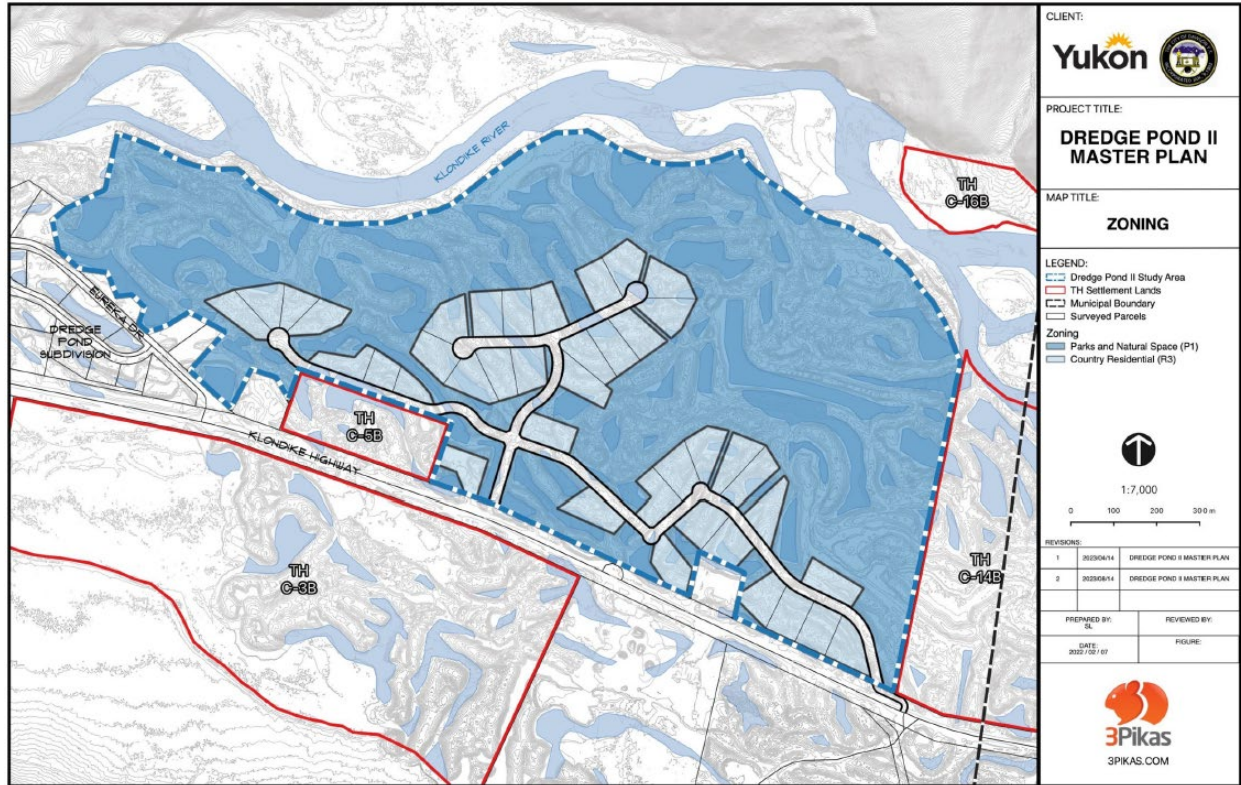 KLONDIKE RIVER
TH
C-16B
EUREKA DR
DREDGE
POND
SUBDIVISION
TH
C-5B
KLONDIKE HIGHWAY
TH
C-3B
TH
C-14B
CLIENT:
Yukon
PROJECT TITLE:
DREDGE POND II
MASTER PLAN
MAP TITLE:
ZONING
LEGEND:
Dredge Pond II Study Area
TH Settlement Lands
Municipal Boundary
Surveyed Parcels
Zoning
Parks and Natural Space (P1)
Country Residential (R3)
1:7,000
0 100 200 300 m
REVISIONS:
1 2023/04/14 DREDGE POND II MASTER PLAN
2 2023/08/14 DREDGE POND II MASTER PLAN
PREPARED BY:
SL
REVIEWED BY:
DATE:
2022 / 02 / 07
FIGURE:
3Pikas
3PIKAS.COM